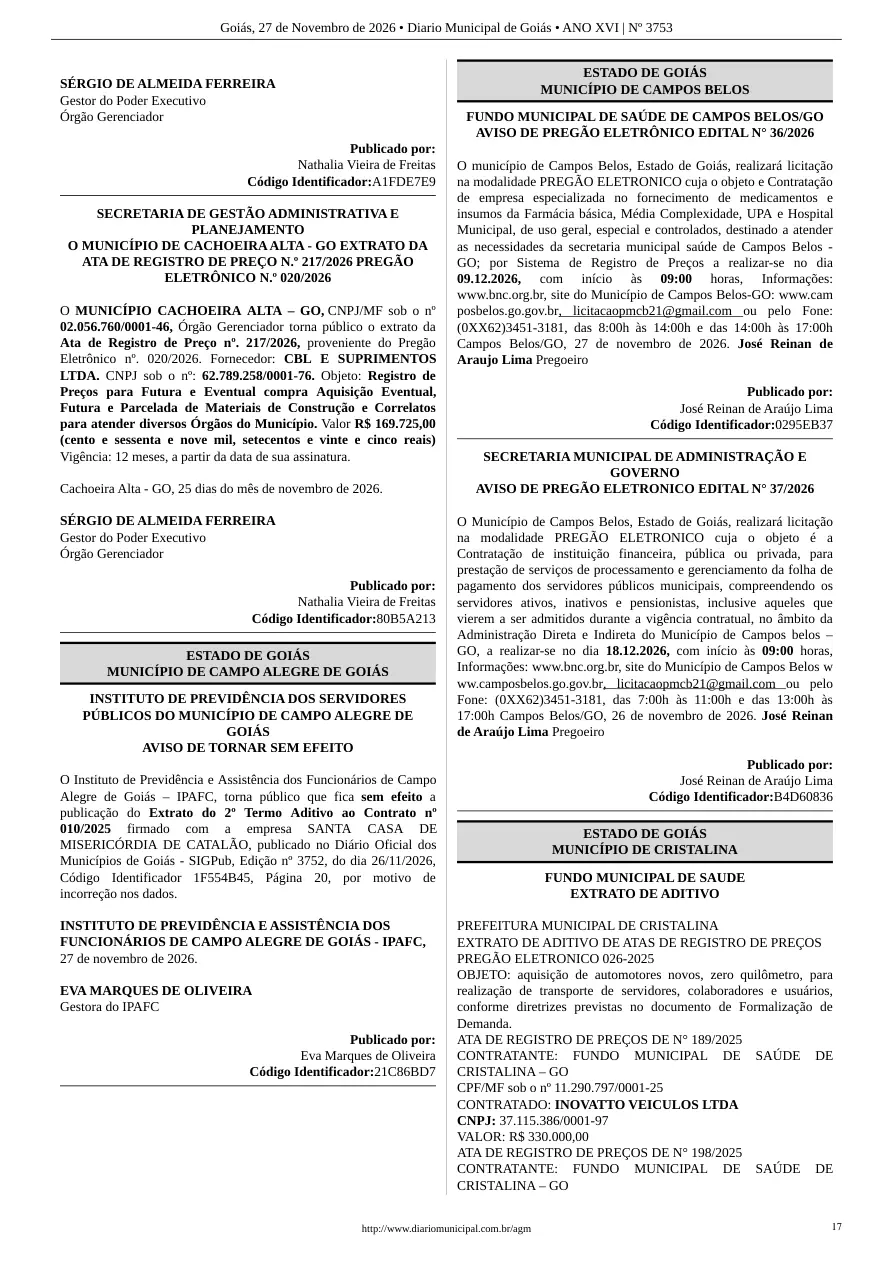 Goiás, 27 de Novembro de 2026 • Diario Municipal de Goiás • ANO XVI | Nº 3753
SÉRGIO DE ALMEIDA FERREIRA
Gestor do Poder Executivo
Órgão Gerenciador
Publicado por:
Nathalia Vieira de Freitas
Código Identificador:A1FDE7E9
SECRETARIA DE GESTÃO ADMINISTRATIVA E
PLANEJAMENTO
O MUNICÍPIO DE CACHOEIRA ALTA - GO EXTRATO DA
ATA DE REGISTRO DE PREÇO N.º 217/2026 PREGÃO
ELETRÔNICO N.º 020/2026
O MUNICÍPIO CACHOEIRA ALTA – GO, CNPJ/MF sob o nº
02.056.760/0001-46, Órgão Gerenciador torna público o extrato da
Ata de Registro de Preço nº. 217/2026, proveniente do Pregão
Eletrônico nº. 020/2026. Fornecedor: CBL E SUPRIMENTOS
LTDA. CNPJ sob o nº: 62.789.258/0001-76. Objeto: Registro de
Preços para Futura e Eventual compra Aquisição Eventual,
Futura e Parcelada de Materiais de Construção e Correlatos
para atender diversos Órgãos do Município. Valor R$ 169.725,00
(cento e sessenta e nove mil, setecentos e vinte e cinco reais)
Vigência: 12 meses, a partir da data de sua assinatura.
Cachoeira Alta - GO, 25 dias do mês de novembro de 2026.
SÉRGIO DE ALMEIDA FERREIRA
Gestor do Poder Executivo
Órgão Gerenciador
Publicado por:
Nathalia Vieira de Freitas
Código Identificador:80B5A213
ESTADO DE GOIÁS
MUNICÍPIO DE CAMPO ALEGRE DE GOIÁS
INSTITUTO DE PREVIDÊNCIA DOS SERVIDORES
PÚBLICOS DO MUNICÍPIO DE CAMPO ALEGRE DE
GOIÁS
AVISO DE TORNAR SEM EFEITO
O Instituto de Previdência e Assistência dos Funcionários de Campo
Alegre de Goiás – IPAFC, torna público que fica sem efeito a
publicação do Extrato do 2º Termo Aditivo ao Contrato nº
010/2025 firmado com a empresa SANTA CASA DE
MISERICÓRDIA DE CATALÃO, publicado no Diário Oficial dos
Municípios de Goiás - SIGPub, Edição nº 3752, do dia 26/11/2026,
Código Identificador 1F554B45, Página 20, por motivo de
incorreção nos dados.
INSTITUTO DE PREVIDÊNCIA E ASSISTÊNCIA DOS
FUNCIONÁRIOS DE CAMPO ALEGRE DE GOIÁS - IPAFC,
27 de novembro de 2026.
EVA MARQUES DE OLIVEIRA
Gestora do IPAFC
Publicado por:
Eva Marques de Oliveira
Código Identificador:21C86BD7
ESTADO DE GOIÁS
MUNICÍPIO DE CAMPOS BELOS
FUNDO MUNICIPAL DE SAÚDE DE CAMPOS BELOS/GO
AVISO DE PREGÃO ELETRÔNICO EDITAL N° 36/2026
O município de Campos Belos, Estado de Goiás, realizará licitação
na modalidade PREGÃO ELETRONICO cuja o objeto e Contratação
de empresa especializada no fornecimento de medicamentos e
insumos da Farmácia básica, Média Complexidade, UPA e Hospital
Municipal, de uso geral, especial e controlados, destinado a atender
as necessidades da secretaria municipal saúde de Campos Belos -
GO; por Sistema de Registro de Preços a realizar-se no dia
09.12.2026, com início às 09:00 horas, Informações:
www.bnc.org.br, site do Município de Campos Belos-GO: www.cam
posbelos.go.gov.br, licitacaopmcb21@gmail.com ou pelo Fone:
(0XX62)3451-3181, das 8:00h às 14:00h e das 14:00h às 17:00h
Campos Belos/GO, 27 de novembro de 2026. José Reinan de
Araujo Lima Pregoeiro
Publicado por:
José Reinan de Araújo Lima
Código Identificador:0295EB37
SECRETARIA MUNICIPAL DE ADMINISTRAÇÃO E
GOVERNO
AVISO DE PREGÃO ELETRONICO EDITAL N° 37/2026
O Município de Campos Belos, Estado de Goiás, realizará licitação
na modalidade PREGÃO ELETRONICO cuja o objeto é a
Contratação de instituição financeira, pública ou privada, para
prestação de serviços de processamento e gerenciamento da folha de
pagamento dos servidores públicos municipais, compreendendo os
servidores ativos, inativos e pensionistas, inclusive aqueles que
vierem a ser admitidos durante a vigência contratual, no âmbito da
Administração Direta e Indireta do Município de Campos belos –
GO, a realizar-se no dia 18.12.2026, com início às 09:00 horas,
Informações: www.bnc.org.br, site do Município de Campos Belos w
ww.camposbelos.go.gov.br, licitacaopmcb21@gmail.com ou pelo
Fone: (0XX62)3451-3181, das 7:00h às 11:00h e das 13:00h às
17:00h Campos Belos/GO, 26 de novembro de 2026. José Reinan
de Araújo Lima Pregoeiro
Publicado por:
José Reinan de Araújo Lima
Código Identificador:B4D60836
ESTADO DE GOIÁS
MUNICÍPIO DE CRISTALINA
FUNDO MUNICIPAL DE SAUDE
EXTRATO DE ADITIVO
PREFEITURA MUNICIPAL DE CRISTALINA
EXTRATO DE ADITIVO DE ATAS DE REGISTRO DE PREÇOS
PREGÃO ELETRONICO 026-2025
OBJETO: aquisição de automotores novos, zero quilômetro, para
realização de transporte de servidores, colaboradores e usuários,
conforme diretrizes previstas no documento de Formalização de
Demanda.
ATA DE REGISTRO DE PREÇOS DE N° 189/2025
CONTRATANTE: FUNDO MUNICIPAL DE SAÚDE DE
CRISTALINA – GO
CPF/MF sob o nº 11.290.797/0001-25
CONTRATADO: INOVATTO VEICULOS LTDA
CNPJ: 37.115.386/0001-97
VALOR: R$ 330.000,00
ATA DE REGISTRO DE PREÇOS DE N° 198/2025
CONTRATANTE: FUNDO MUNICIPAL DE SAÚDE DE
CRISTALINA – GO
http://www.diariomunicipal.com.br/agm
17